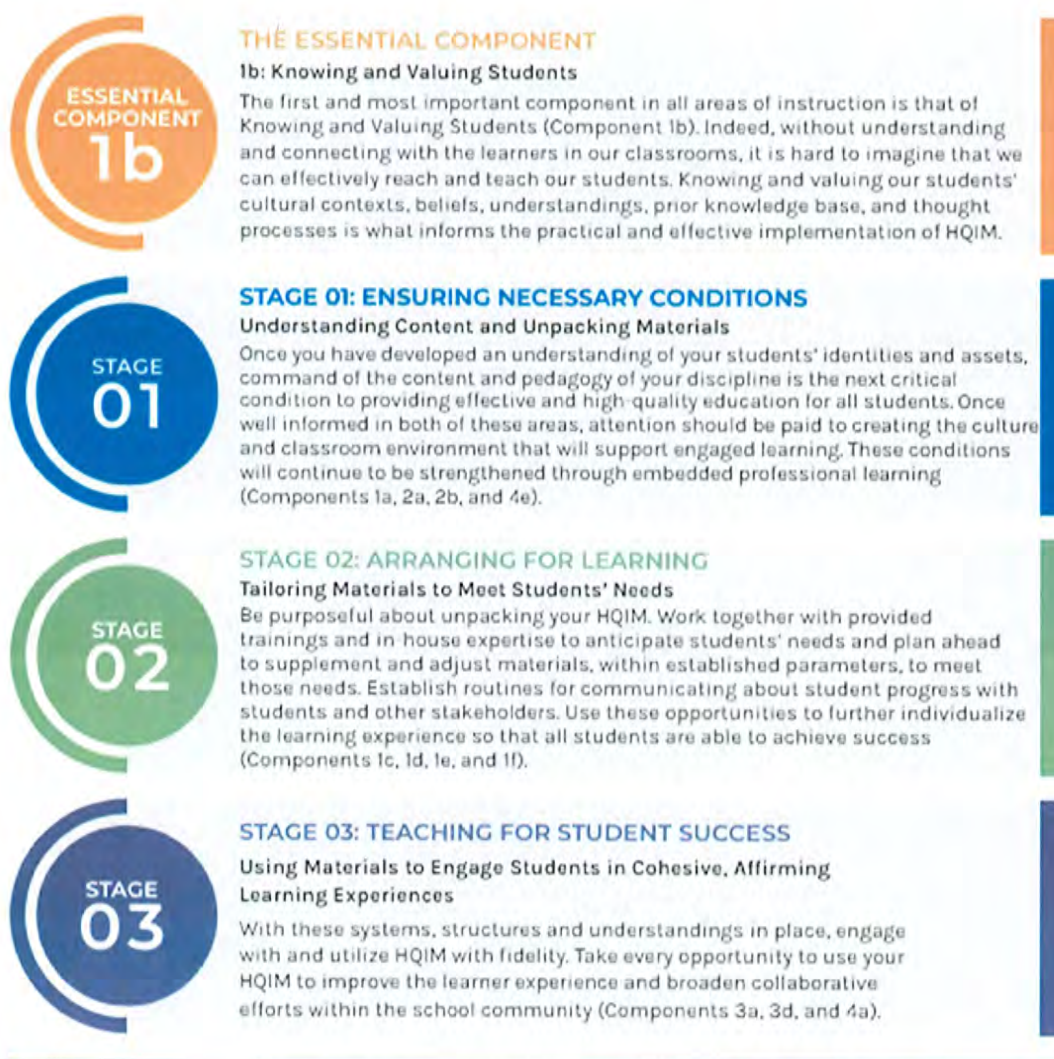 ESSENTIAL
COMPONENT
1b
THE ESSENTIAL COMPONENT
1b: Knowing and Valuing Students
The first and most important component in all areas of instruction is that of
Knowing and Valuing Students (Component 1b). Indeed, without understanding
and connecting with the learners in our classrooms, it is hard to imagine that we
can effectively reach and teach our students. Knowing and valuing our students'
cultural contexts, beliefs, understandings, prior knowledge base, and thought
processes is what informs the practical and effective implementation of HQIM.
STAGE
01
STAGE 01: ENSURING NECESSARY CONDITIONS
Understanding Content and Unpacking Materials
Once you have developed an understanding of your students' identities and assets,
command of the content and pedagogy of your discipline is the next critical
condition to providing effective and high-quality education for all students. Once
well informed in both of these areas, attention should be paid to creating the culture
and classroom environment that will support engaged learning. These conditions
will continue to be strengthened through embedded professional learning
(Components 1a, 2a, 2b, and 4e).
STAGE
02
STAGE 02: ARRANGING FOR LEARNING
Tailoring Materials to Meet Students' Needs
Be purposeful about unpacking your HQIM. Work together with provided
trainings and in-house expertise to anticipate students' needs and plan ahead
to supplement and adjust materials, within established parameters, to meet
those needs. Establish routines for communicating about student progress with
students and other stakeholders. Use these opportunities to further individualize
the learning experience so that all students are able to achieve success
(Components 1c, 1d, 1e, and 1f).
STAGE
03
STAGE 03: TEACHING FOR STUDENT SUCCESS
Using Materials to Engage Students in Cohesive, Affirming
Learning Experiences
With these systems, structures and understandings in place, engage
with and utilize HQIM with fidelity. Take every opportunity to use your
HQIM to improve the learner experience and broaden collaborative
efforts within the school community (Components 3a, 3d, and 4a).